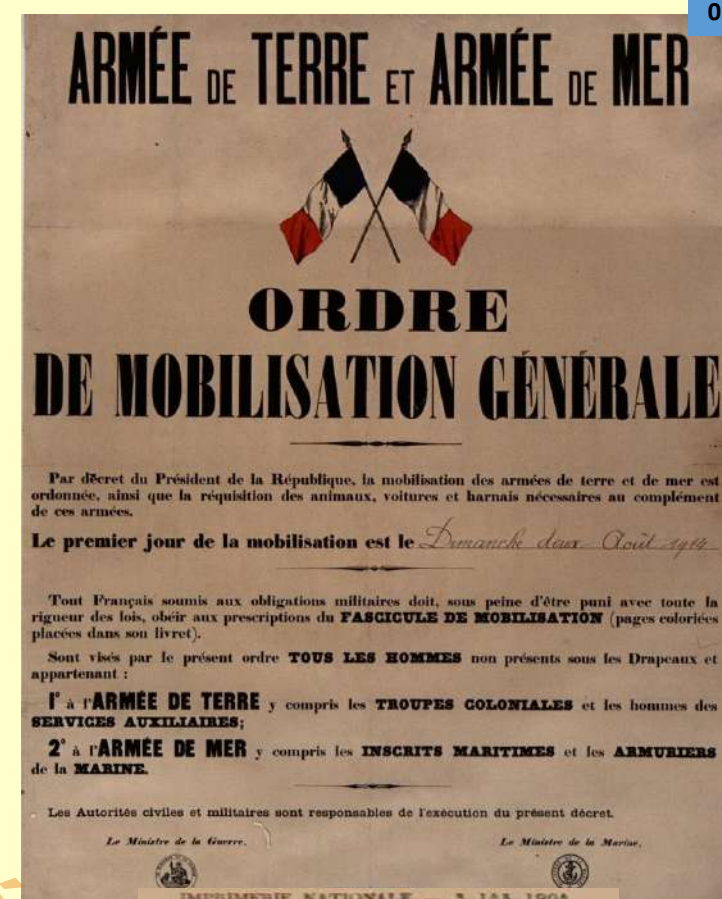 0
ARMÉE DE TERRE ET ARMÉE DE MER
ORDRE
DE MOBILISATION GÉNÉRALE
Par décret du Président de la République, la mobilisation des armées de terre et de mer est
ordonnée, ainsi que la réquisition des animaux, voitures et harnais nécessaires au complément
de ces armées.
Le premier jour de la mobilisation est le Dimanche deux Août 1914
Tout Français soumis aux obligations militaires doit, sous peine d'être puni avec toute la
rigueur des lois, obéir aux prescriptions du FASCICULE DE MOBILISATION (pages coloriées
placées dans son livret).
Sont visés par le présent ordre TOUS LES HOMMES non présents sous les Drapeaux et
appartenant :
1° à l'ARMÉE DE TERRE y compris les TROUPES COLONIALES et les hommes des
SERVICES AUXILIAIRES;
2° à l'ARMÉE DE MER y compris les INSCRITS MARITIMES et les ARMURIERS
de la MARINE.
Les Autorités civiles et militaires sont responsables de l'exécution du présent décret.
Le Ministre de la Guerre, Le Ministre de la Marine,
IMPRIMERIE NATIONALE